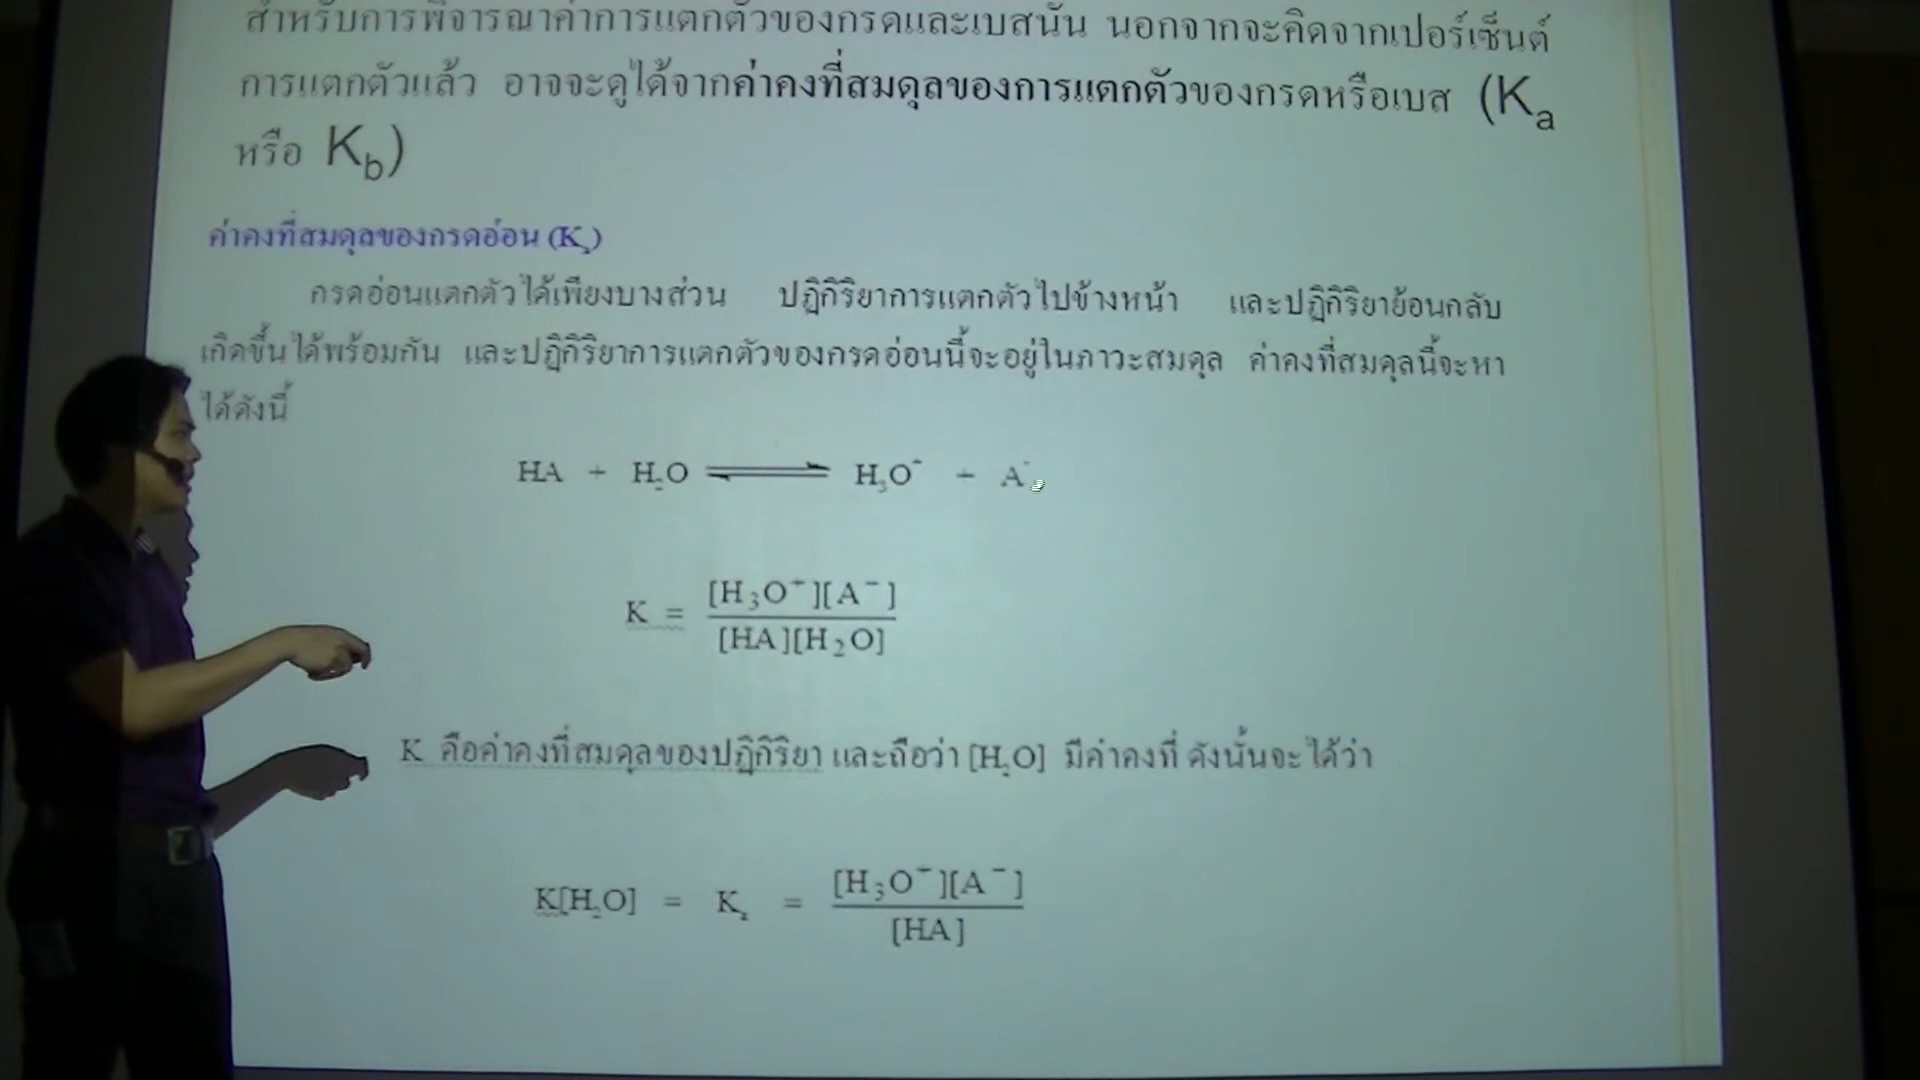 สำหรับการพิจารณาค่าการแตกตัวของกรดและเบสนั้น นอกจากจะคิดจากเปอร์เซ็นต์
การแตกตัวแล้ว อาจจะดูได้จากค่าคงที่สมดุลของการแตกตัวของกรดหรือเบส (Kₐ
หรือ K_b)
ค่าคงที่สมดุลของกรดอ่อน (Kₐ)
กรดอ่อนแตกตัวได้เพียงบางส่วน ปฏิกิริยาการแตกตัวไปข้างหน้า และปฏิกิริยาย้อนกลับ
เกิดขึ้นได้พร้อมกัน และปฏิกิริยาการแตกตัวของกรดอ่อนนี้จะอยู่ในภาวะสมดุล ค่าคงที่สมดุลนี้จะหา
ได้ดังนี้
HA + H₂O ⇌ H₃O⁺ + A⁻
K = [H₃O⁺][A⁻]
[HA][H₂O]
K คือค่าคงที่สมดุลของปฏิกิริยา และถือว่า [H₂O] มีค่าคงที่ ดังนั้นจะได้ว่า
K[H₂O] = Kₐ = [H₃O⁺][A⁻]
[HA]